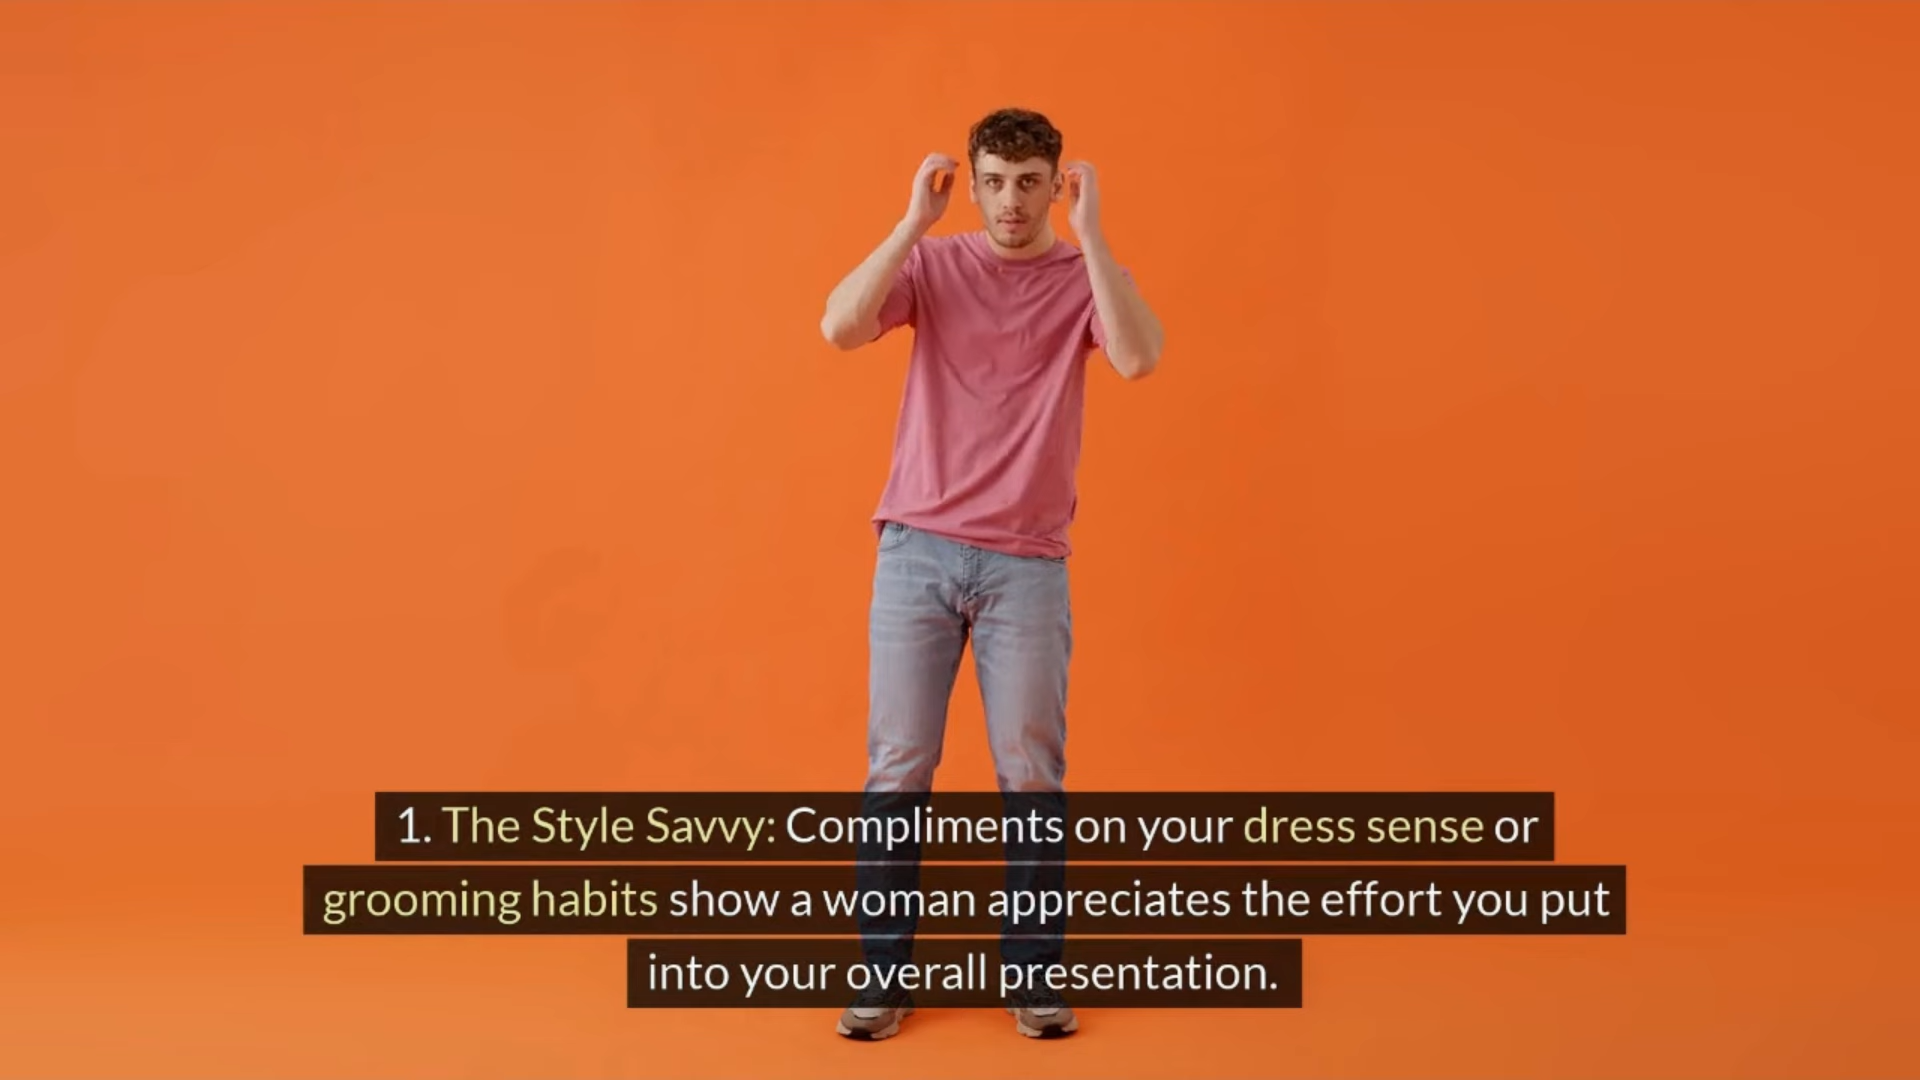 1. The Style Savvy: Compliments on your dress sense or
grooming habits show a woman appreciates the effort you put
into your overall presentation.